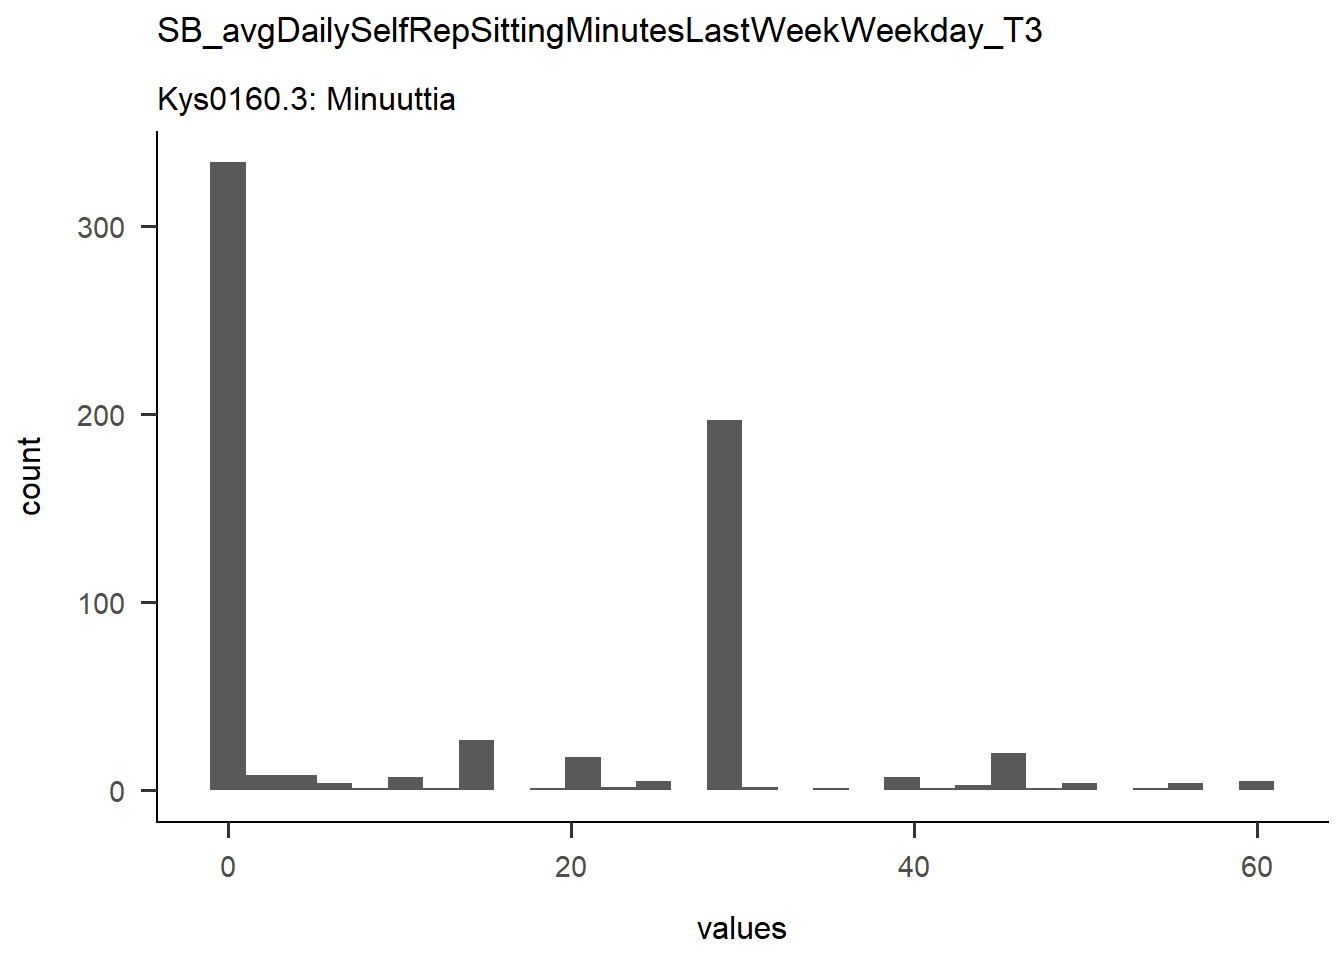 SB_avgDailySelfRepSittingMinutesLastWeekWeekday_T3
Kys0160.3: Minuuttia
300
200
100
0
count
0 20 40 60
values